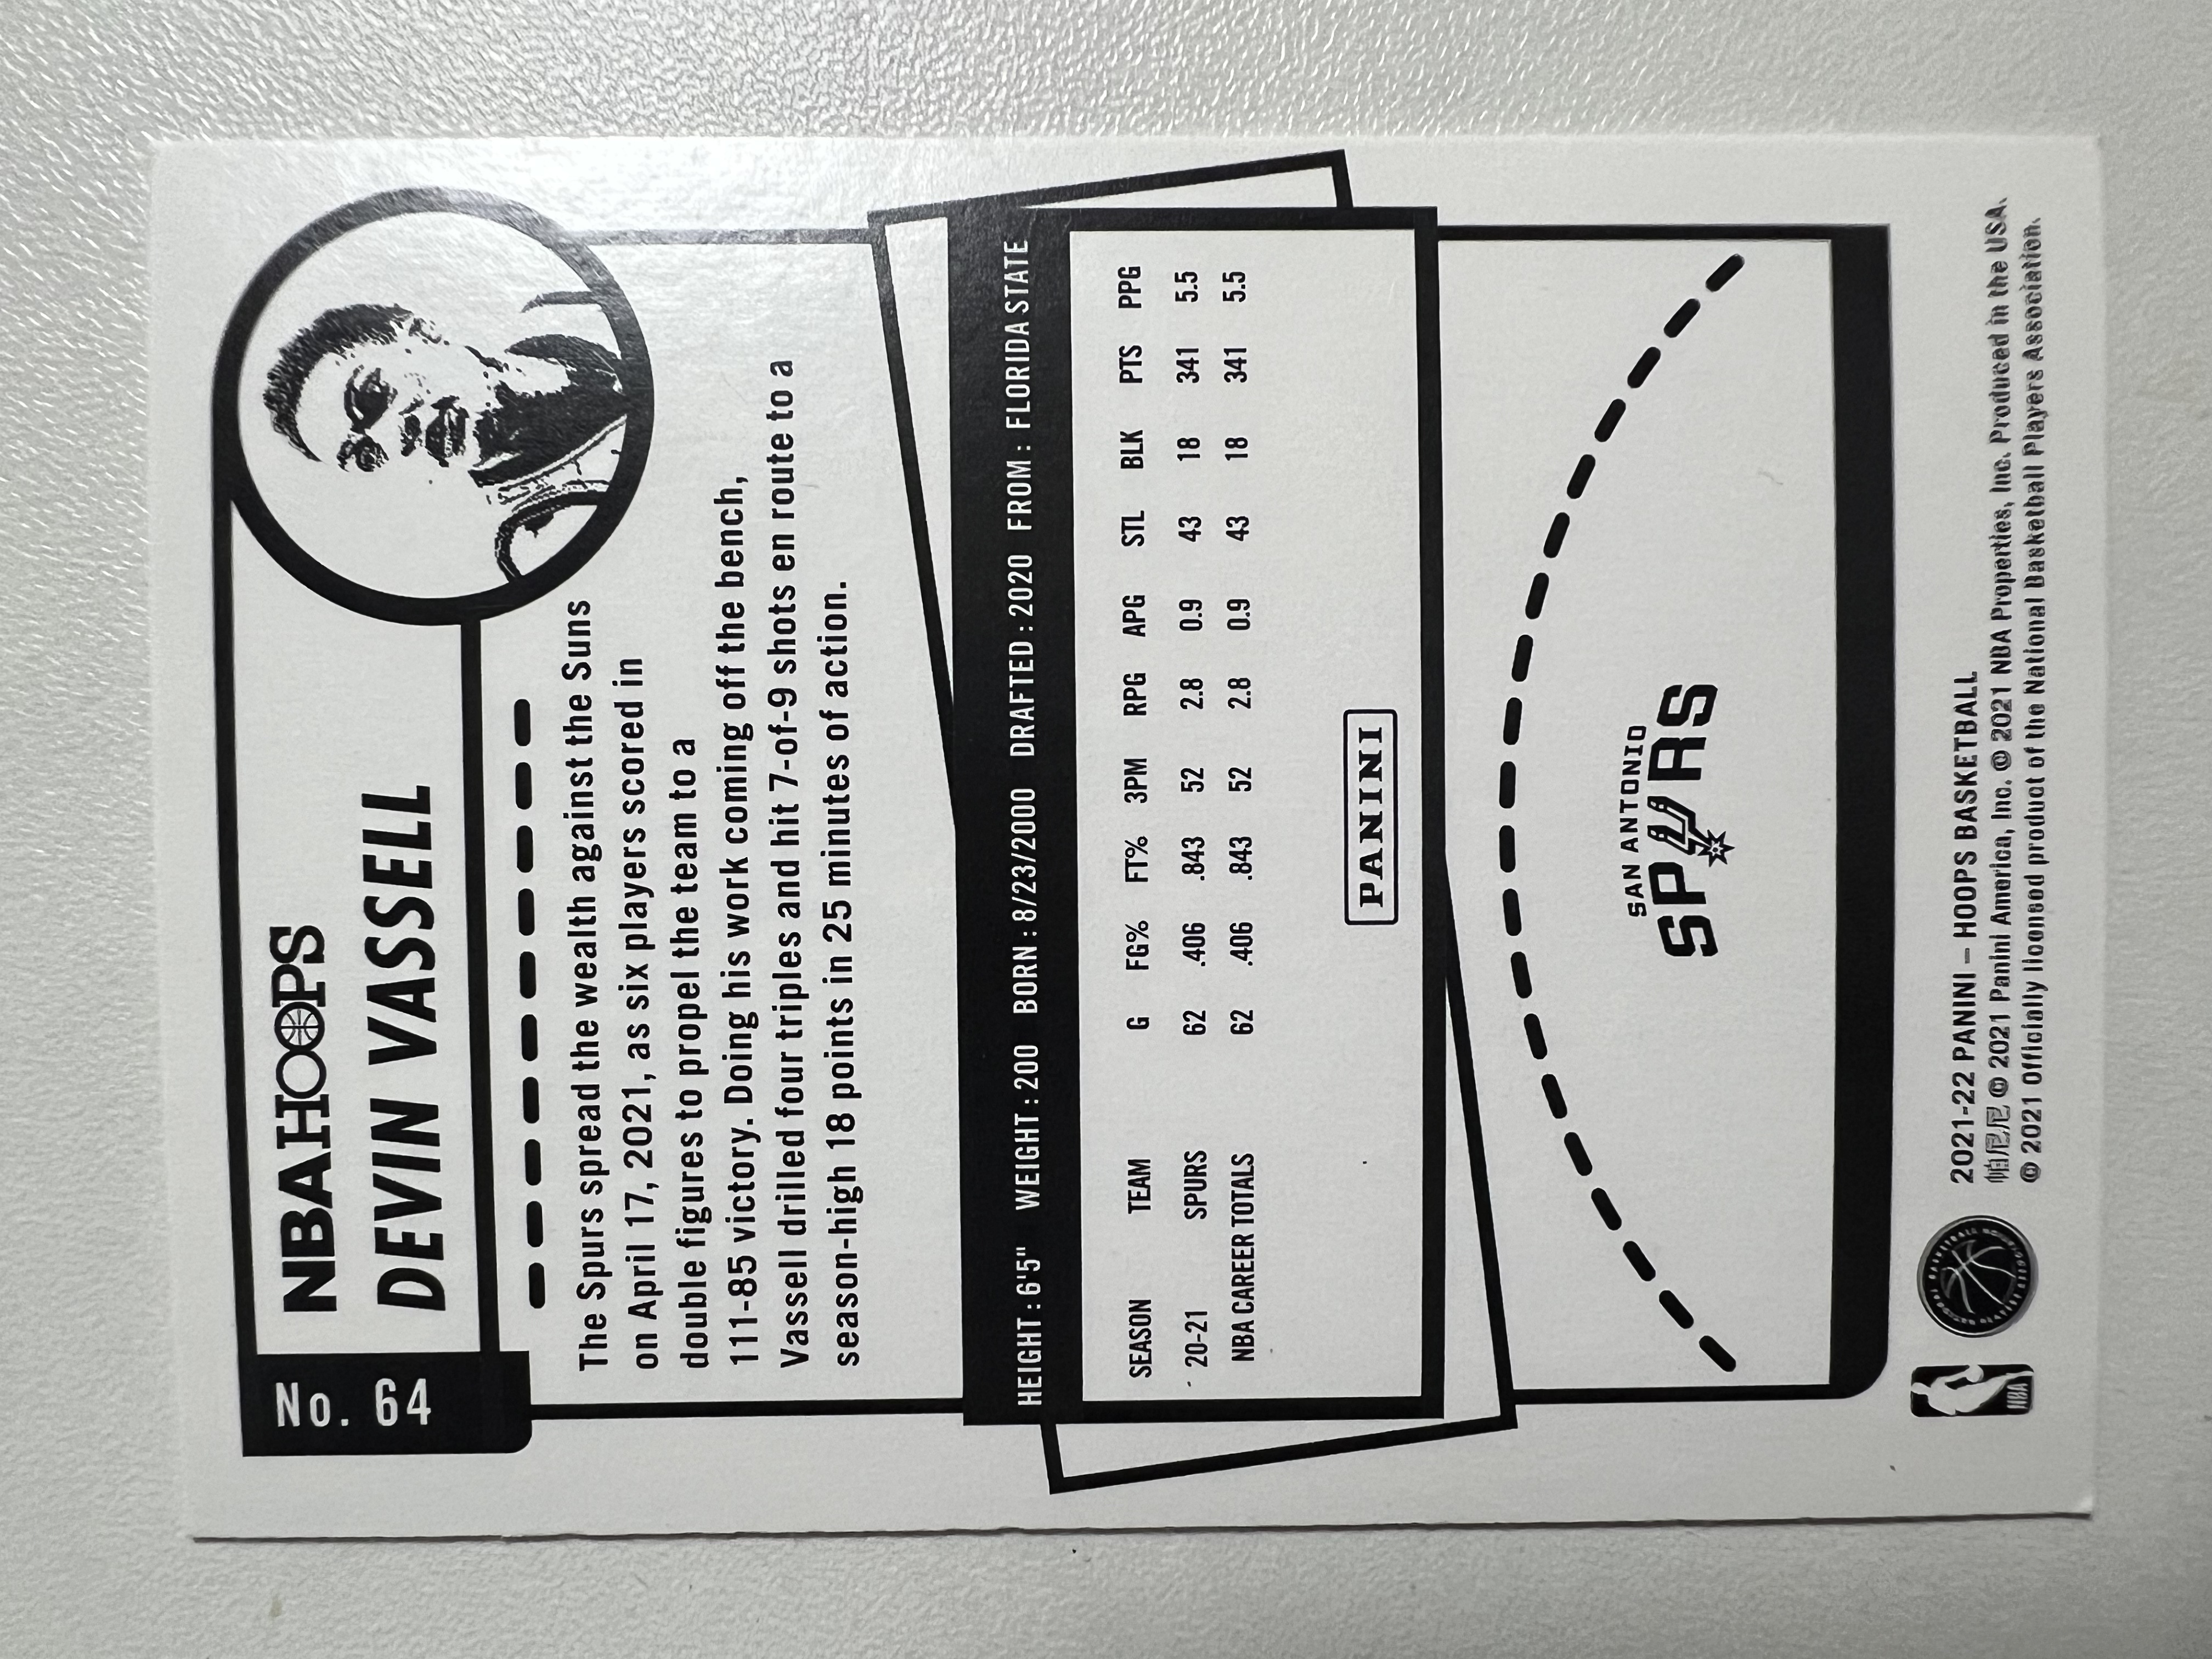 No. 64
NBA HOOPS
DEVIN VASSELL
The Spurs spread the wealth against the Suns
on April 17, 2021, as six players scored in
double figures to propel the team to a
111-85 victory. Doing his work coming off the bench,
Vassell drilled four triples and hit 7-of-9 shots en route to a
season-high 18 points in 25 minutes of action.
HEIGHT: 6'5" WEIGHT: 200 BORN: 8/23/2000 DRAFTED: 2020 FROM: FLORIDA STATE
SEASON TEAM G FG% FT% 3PM RPG APG STL BLK PTS PPG
20-21 SPURS 62 .406 .843 52 2.8 0.9 43 18 341 5.5
NBA CAREER TOTALS 62 .406 .843 52 2.8 0.9 43 18 341 5.5
PANINI
SAN ANTONIO
SPURS
NBA
2021-22 PANINI – HOOPS BASKETBALL
帕尼尼 © 2021 Panini America, Inc. © 2021 NBA Properties, Inc. Produced in the USA.
© 2021 Officially licensed product of the National Basketball Players Association.